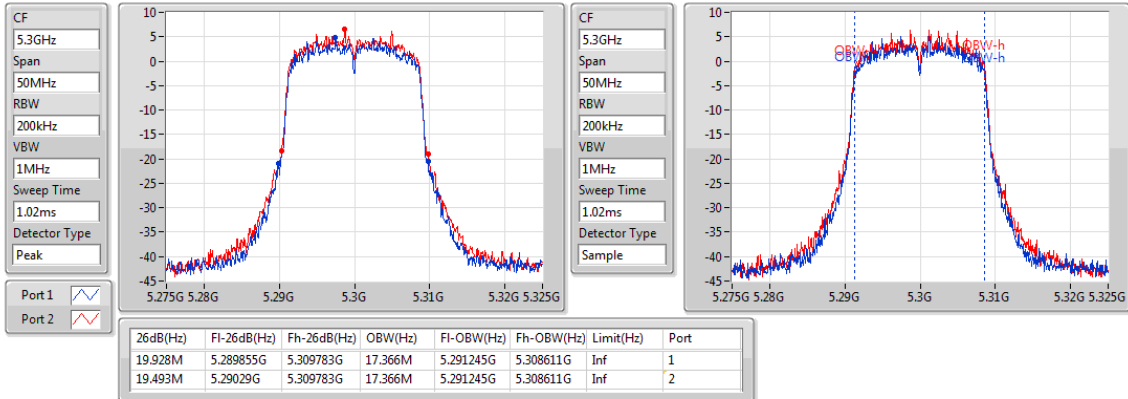 CF
5.3GHz
Span
50MHz
RBW
200kHz
VBW
1MHz
Sweep Time
1.02ms
Detector Type
Peak
Port 1
Port 2
10
5
0
-5
-10
-15
-20
-25
-30
-35
-40
-45
5.275G 5.28G 5.29G 5.3G 5.31G 5.32G 5.325G
CF
5.3GHz
Span
50MHz
RBW
200kHz
VBW
1MHz
Sweep Time
1.02ms
Detector Type
Sample
10
5
0
-5
-10
-15
-20
-25
-30
-35
-40
-45
OBW-h
OBW-h
5.275G 5.28G 5.29G 5.3G 5.31G 5.32G 5.325G
26dB(Hz) Fl-26dB(Hz) Fh-26dB(Hz) OBW(Hz) Fl-OBW(Hz) Fh-OBW(Hz) Limit(Hz) Port
19.928M 5.289855G 5.309783G 17.366M 5.291245G 5.308611G Inf 1
19.493M 5.29029G 5.309783G 17.366M 5.291245G 5.308611G Inf 2